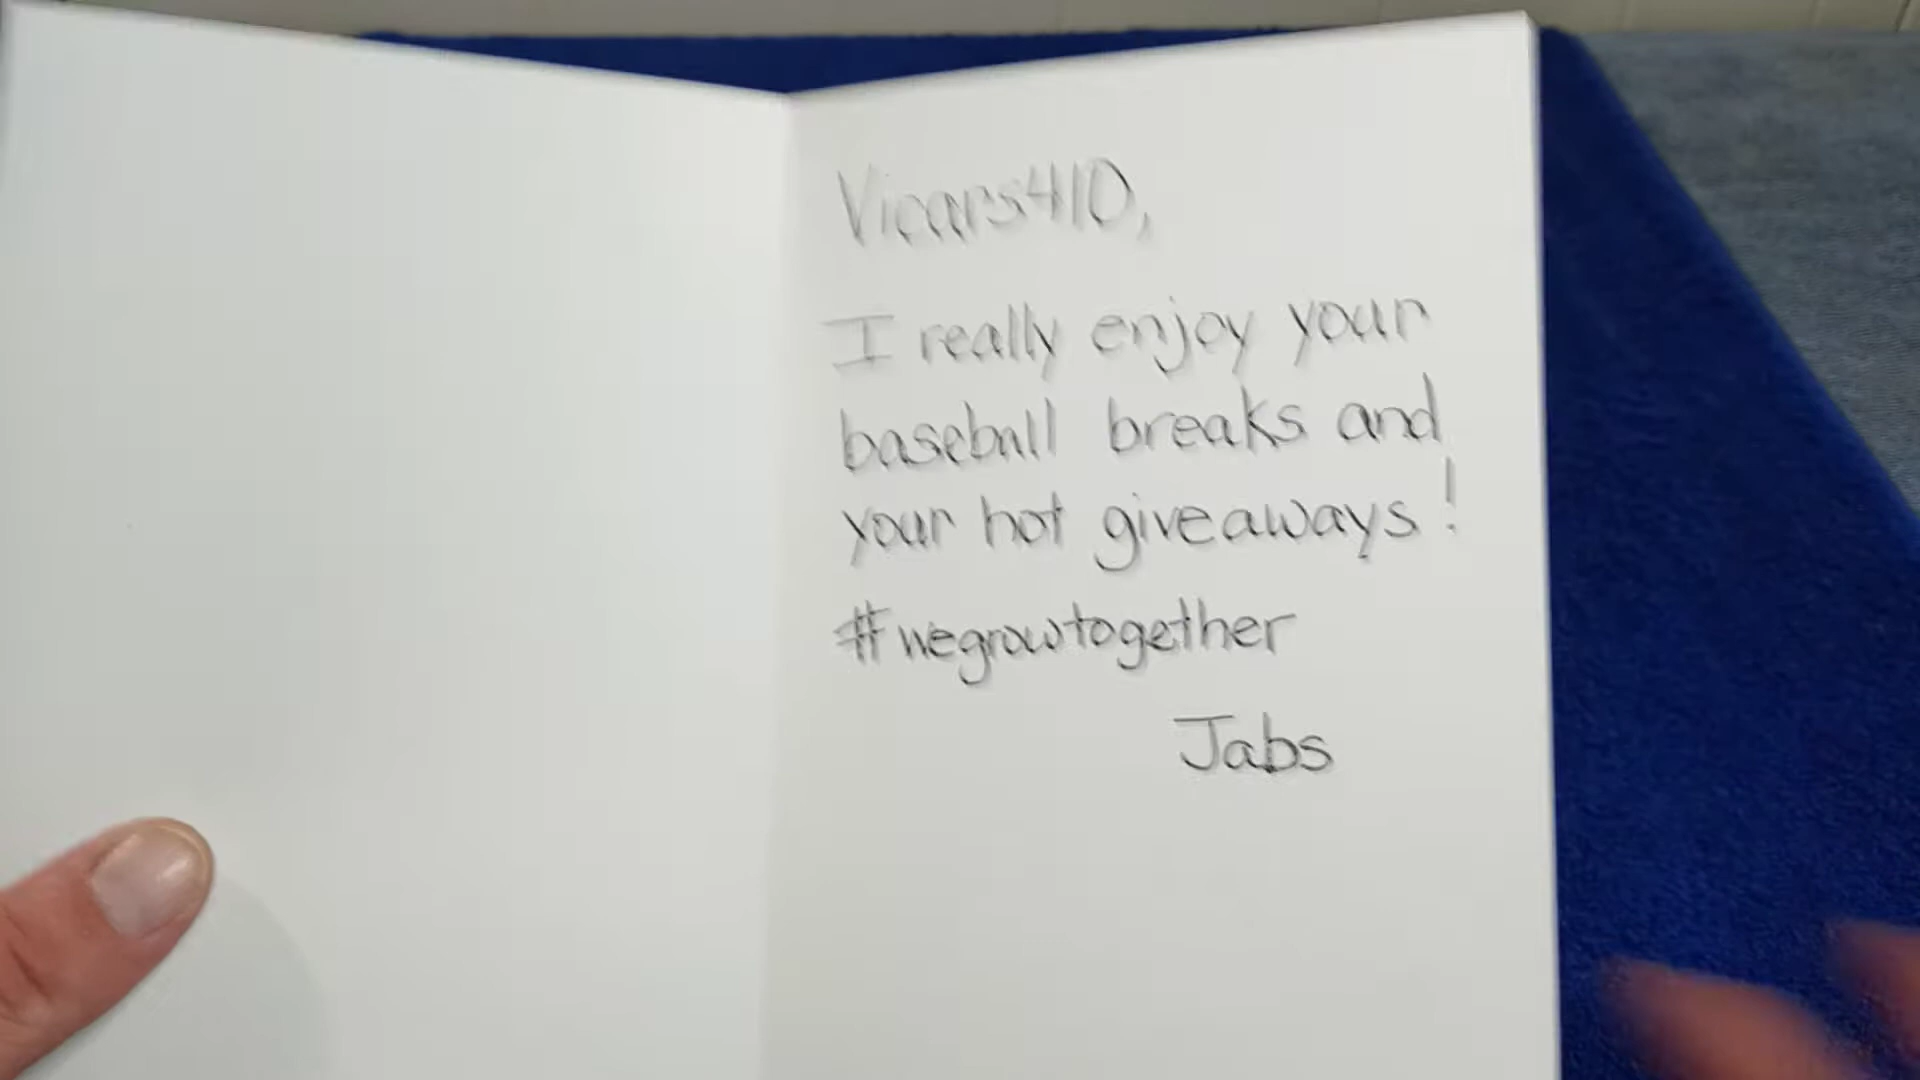 Vicars410,
I really enjoy your
baseball breaks and
your hot giveaways!
#wegrowtogether
Jabs